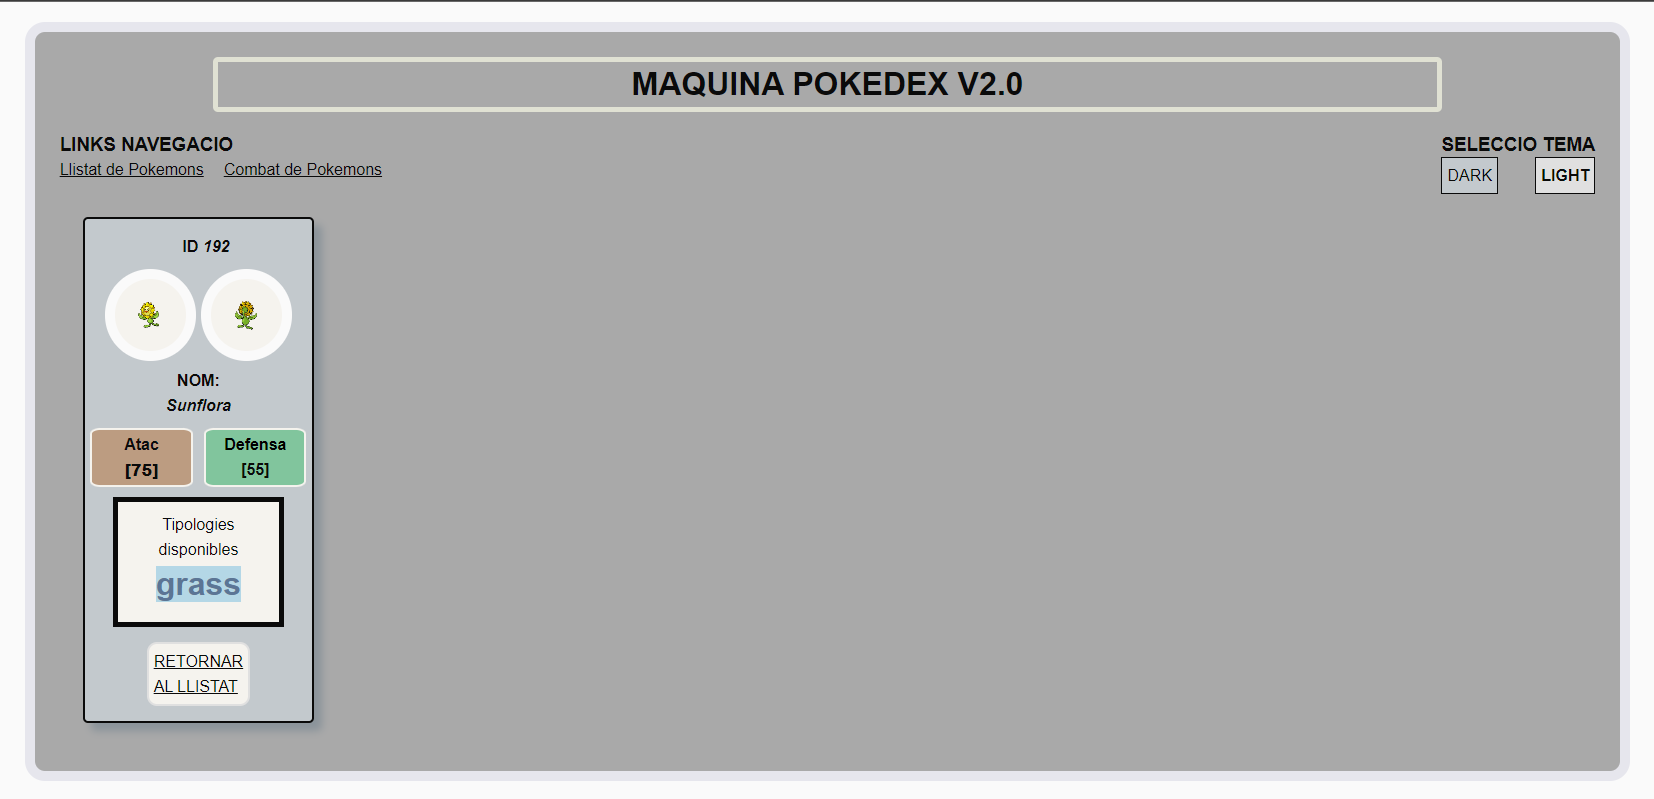 MAQUINA POKEDEX V2.0
LINKS NAVEGACIO
Llistat de Pokemons Combat de Pokemons
SELECCIO TEMA
DARK LIGHT
ID 192
NOM:
Sunflora
Atac
[75]
Defensa
[55]
Tipologies
disponibles
grass
RETORNAR
AL LLISTAT